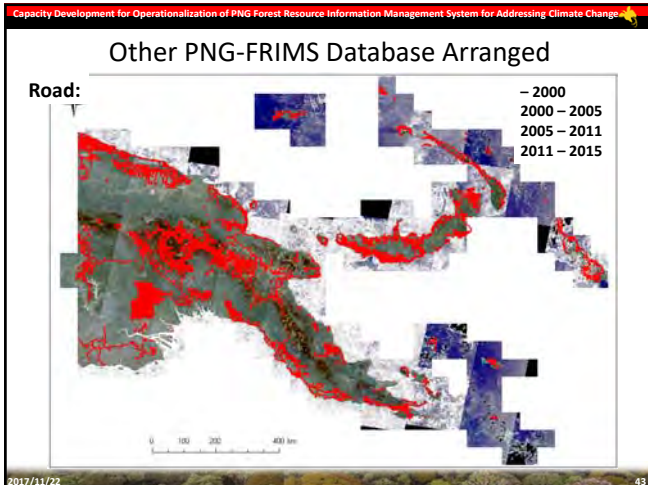 Capacity Development for Operationalization of PNG Forest Resource Information Management System for Addressing Climate Change
Other PNG-FRIMS Database Arranged
Road:
– 2000
2000 – 2005
2005 – 2011
2011 – 2015
0 100 200 400 km
2017/11/22
43